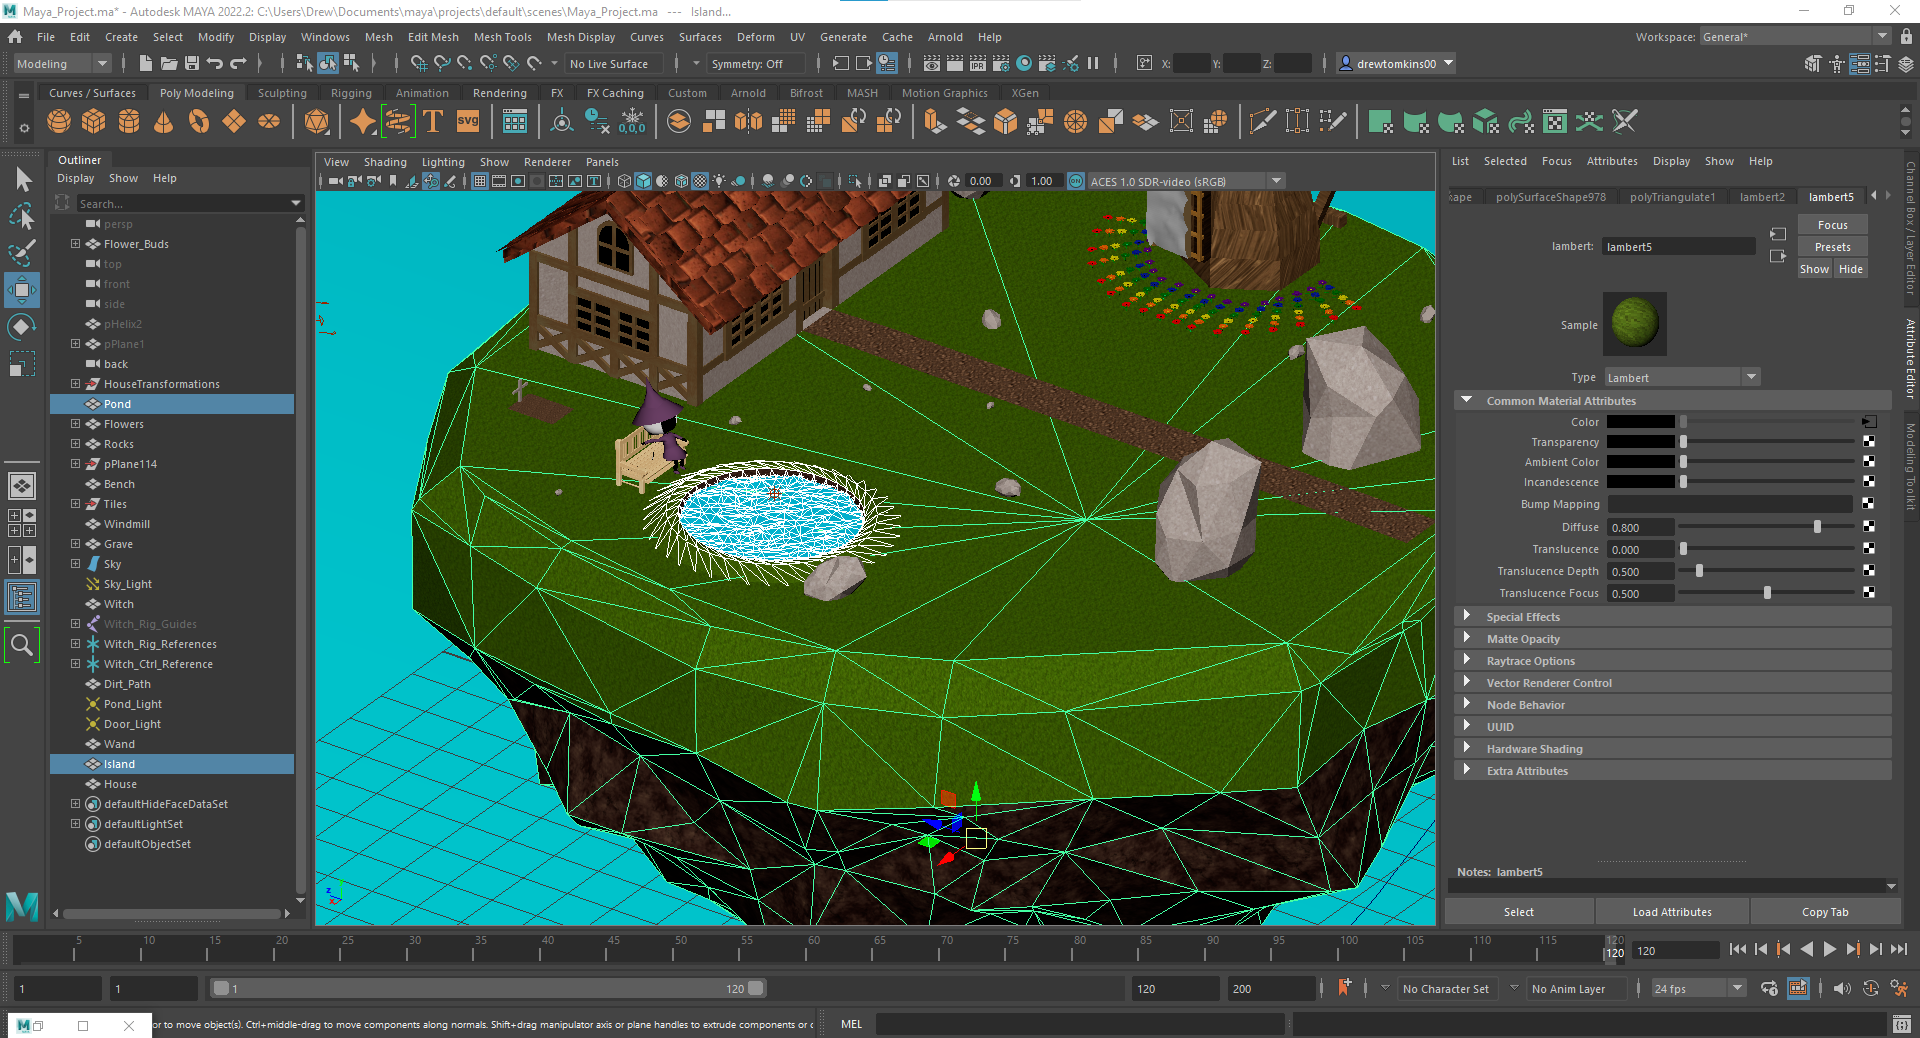 Maya_Project.ma* - Autodesk MAYA 2022.2: C:\Users\Drew\Documents\maya\projects\default\scenes\Maya_Project.ma   ---   Island...
File Edit Create Select Modify Display Windows Mesh Edit Mesh Mesh Tools Mesh Display Curves Surfaces Deform UV Generate Cache Arnold Help
Workspace: General*
Modeling No Live Surface Symmetry: Off IPR X: Y: Z: drewtomkins00
Curves / Surfaces Poly Modeling Sculpting Rigging Animation Rendering FX FX Caching Custom Arnold Bifrost MASH Motion Graphics XGen
T svg 0,0,0
Outliner
Display Show Help
Search...
persp
Flower_Buds
top
front
side
pHelix2
pPlane1
back
HouseTransformations
Pond
Flowers
Rocks
pPlane114
Bench
Tiles
Windmill
Grave
Sky
Sky_Light
Witch
Witch_Rig_Guides
Witch_Rig_References
Witch_Ctrl_Reference
Dirt_Path
Pond_Light
Door_Light
Wand
Island
House
defaultHideFaceDataSet
defaultLightSet
defaultObjectSet
View Shading Lighting Show Renderer Panels
0.00 1.00 ACES 1.0 SDR-video (sRGB)
z
x
List Selected Focus Attributes Display Show Help
xape polySurfaceShape978 polyTriangulate1 lambert2 lambert5
lambert: lambert5
Focus
Presets
Show Hide
Sample
Type Lambert
Common Material Attributes
Color
Transparency
Ambient Color
Incandescence
Bump Mapping
Diffuse 0.800
Translucence 0.000
Translucence Depth 0.500
Translucence Focus 0.500
Special Effects
Matte Opacity
Raytrace Options
Vector Renderer Control
Node Behavior
UUID
Hardware Shading
Extra Attributes
Notes: lambert5
Select Load Attributes Copy Tab
Channel Box / Layer Editor
Attribute Editor
Modeling Toolkit
5 10 15 20 25 30 35 40 45 50 55 60 65 70 75 80 85 90 95 100 105 110 115 120
120 120
1 1 1 120 120 200 No Character Set No Anim Layer 24 fps
or to move object(s). Ctrl+middle-drag to move components along normals. Shift+drag manipulator axis or plane handles to extrude components or c
MEL